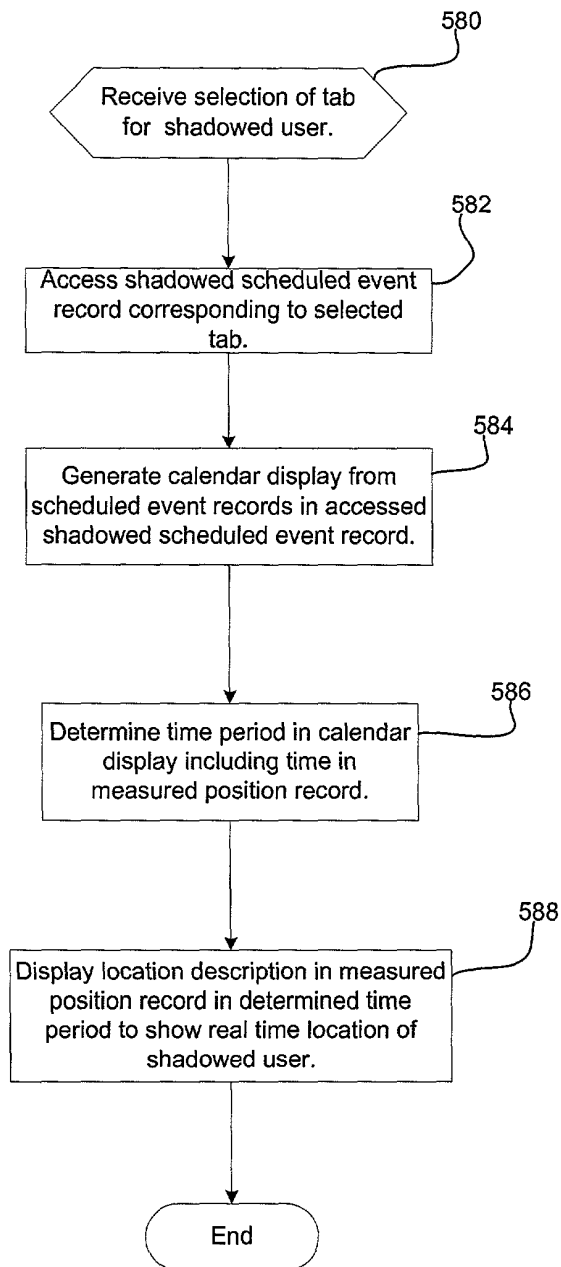 580
Receive selection of tab
for shadowed user.
582
Access shadowed scheduled event
record corresponding to selected
tab.
584
Generate calendar display from
scheduled event records in accessed
shadowed scheduled event record.
586
Determine time period in calendar
display including time in
measured position record.
588
Display location description in measured
position record in determined time
period to show real time location of
shadowed user.
End